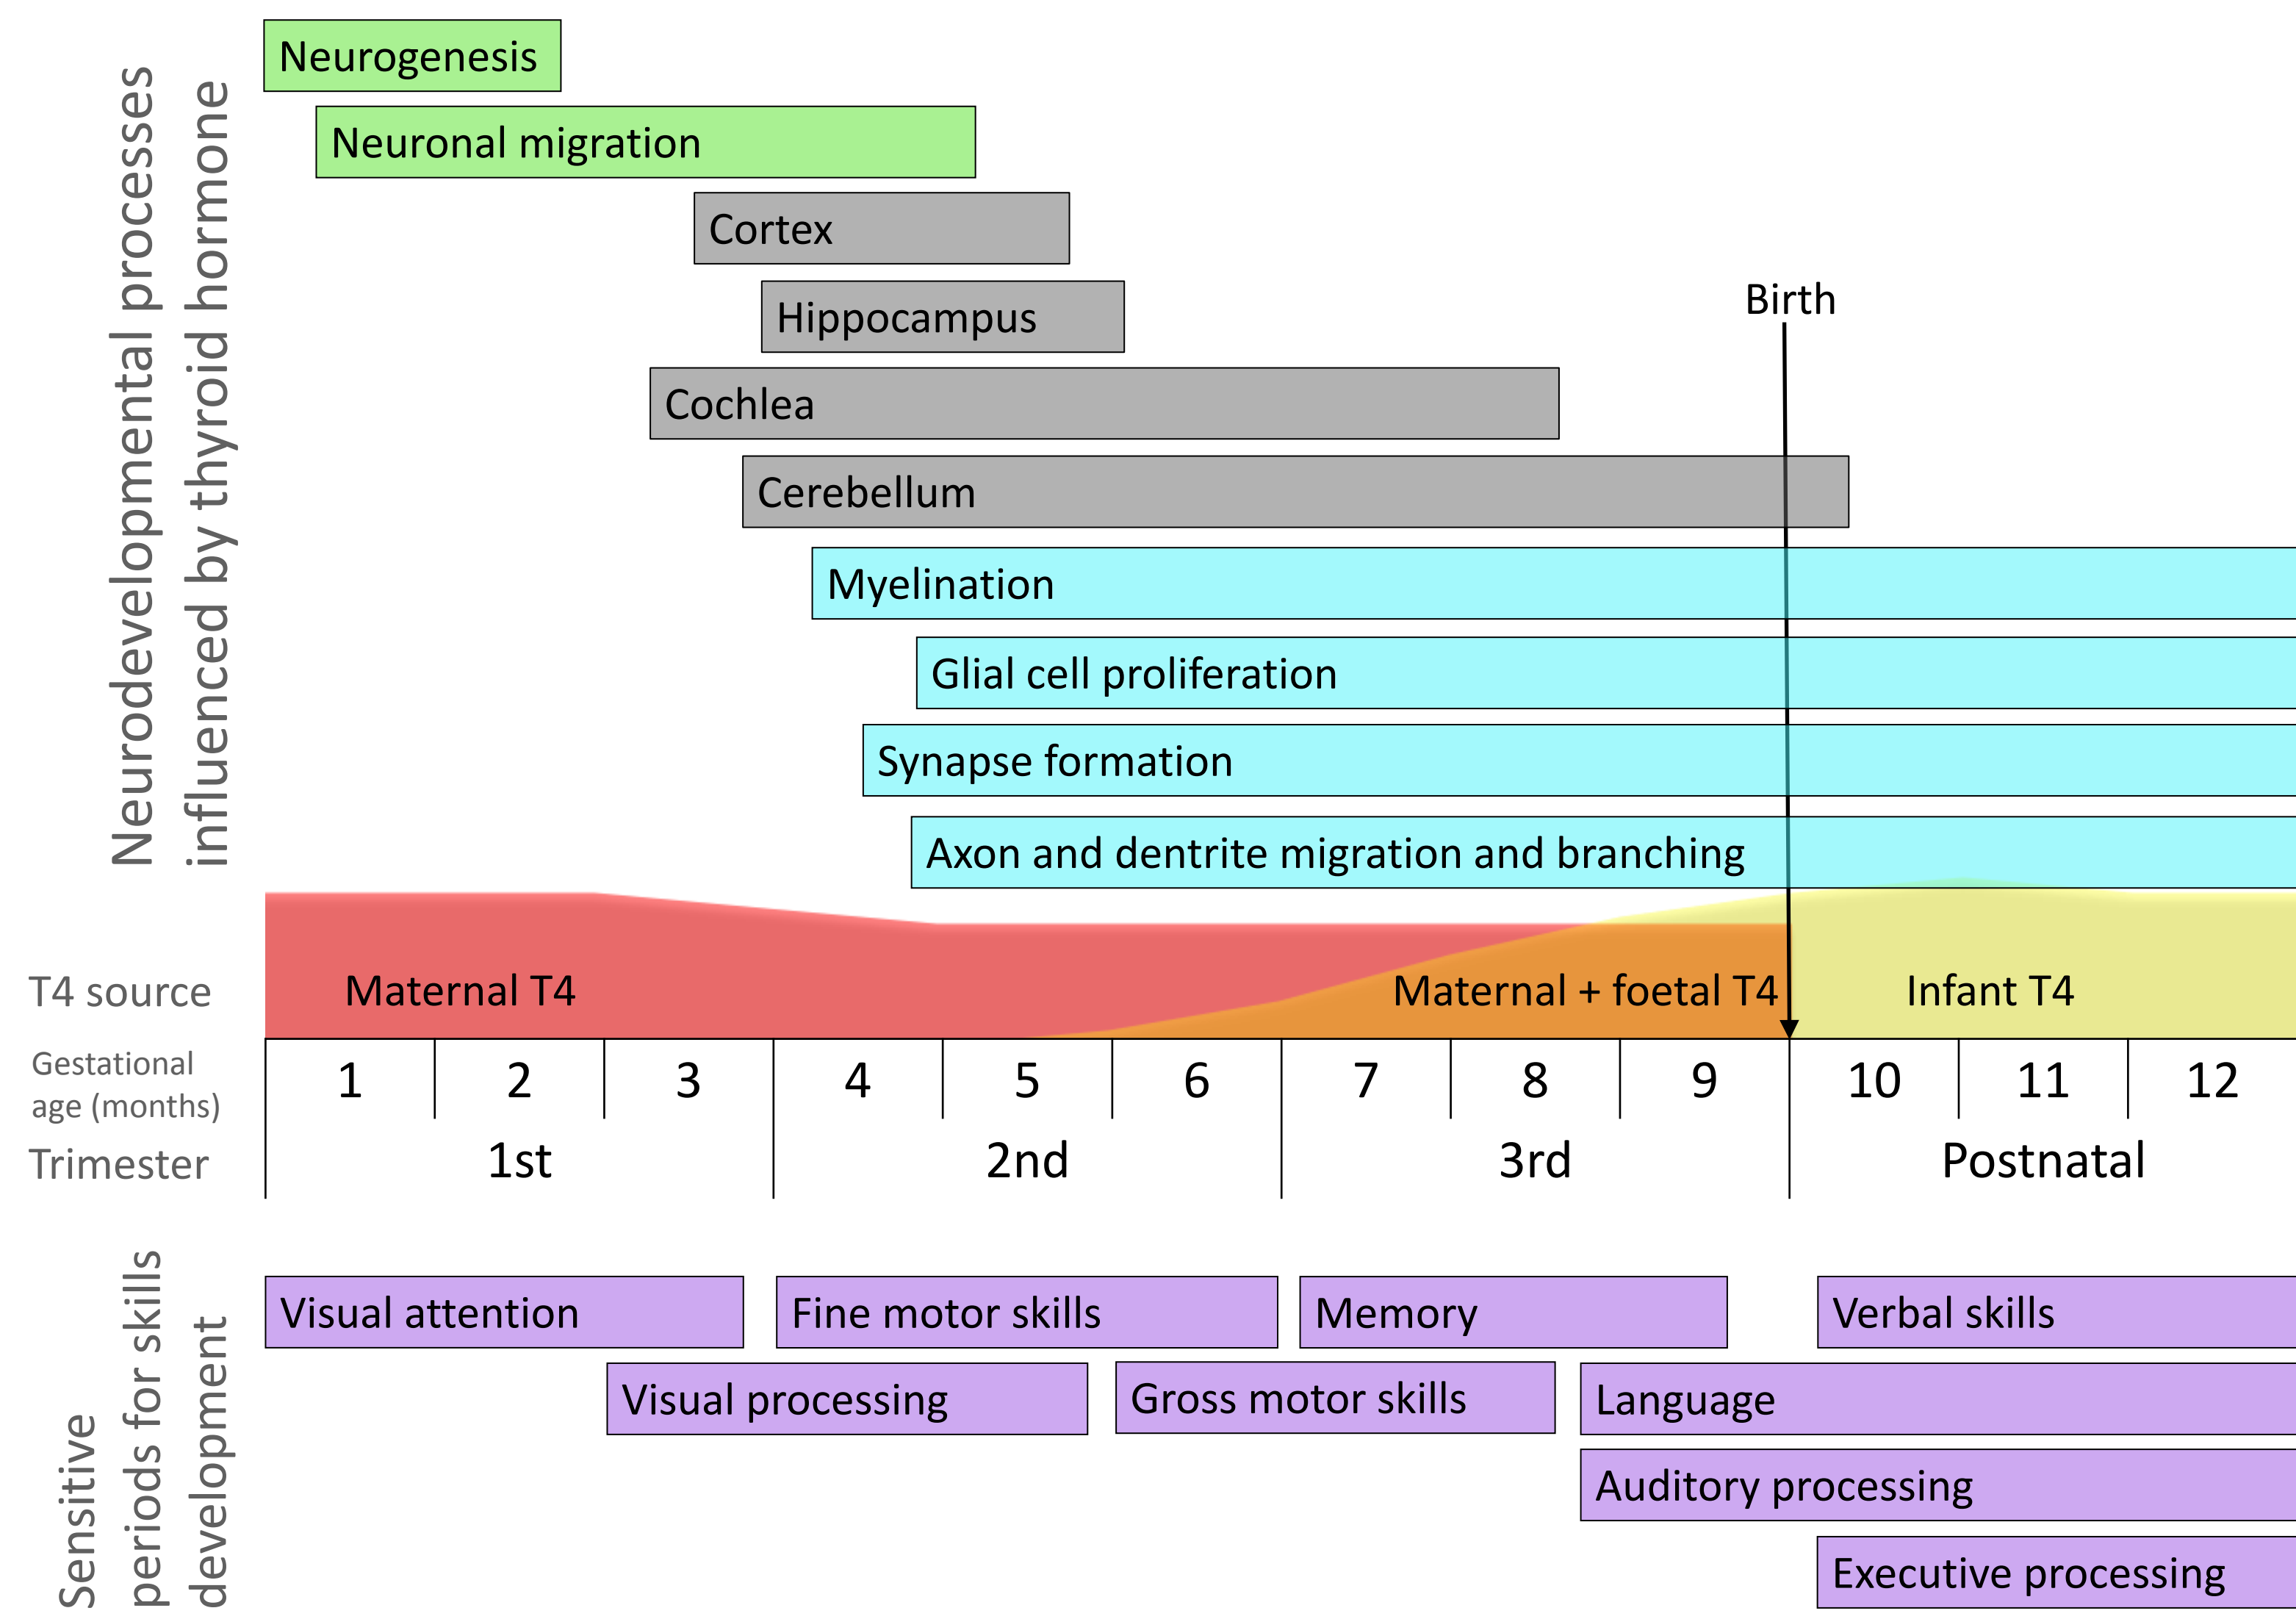 Neurodevelopmental processes
influenced by thyroid hormone
Neurogenesis
Neuronal migration
Cortex
Hippocampus
Birth
Cochlea
Cerebellum
Myelination
Glial cell proliferation
Synapse formation
Axon and dentrite migration and branching
T4 source
Maternal T4
Maternal + foetal T4
Infant T4
Gestational
age (months)
1 2 3 4 5 6 7 8 9 10 11 12
Trimester
1st 2nd 3rd Postnatal
Sensitive
periods for skills
development
Visual attention
Fine motor skills
Memory
Verbal skills
Visual processing
Gross motor skills
Language
Auditory processing
Executive processing